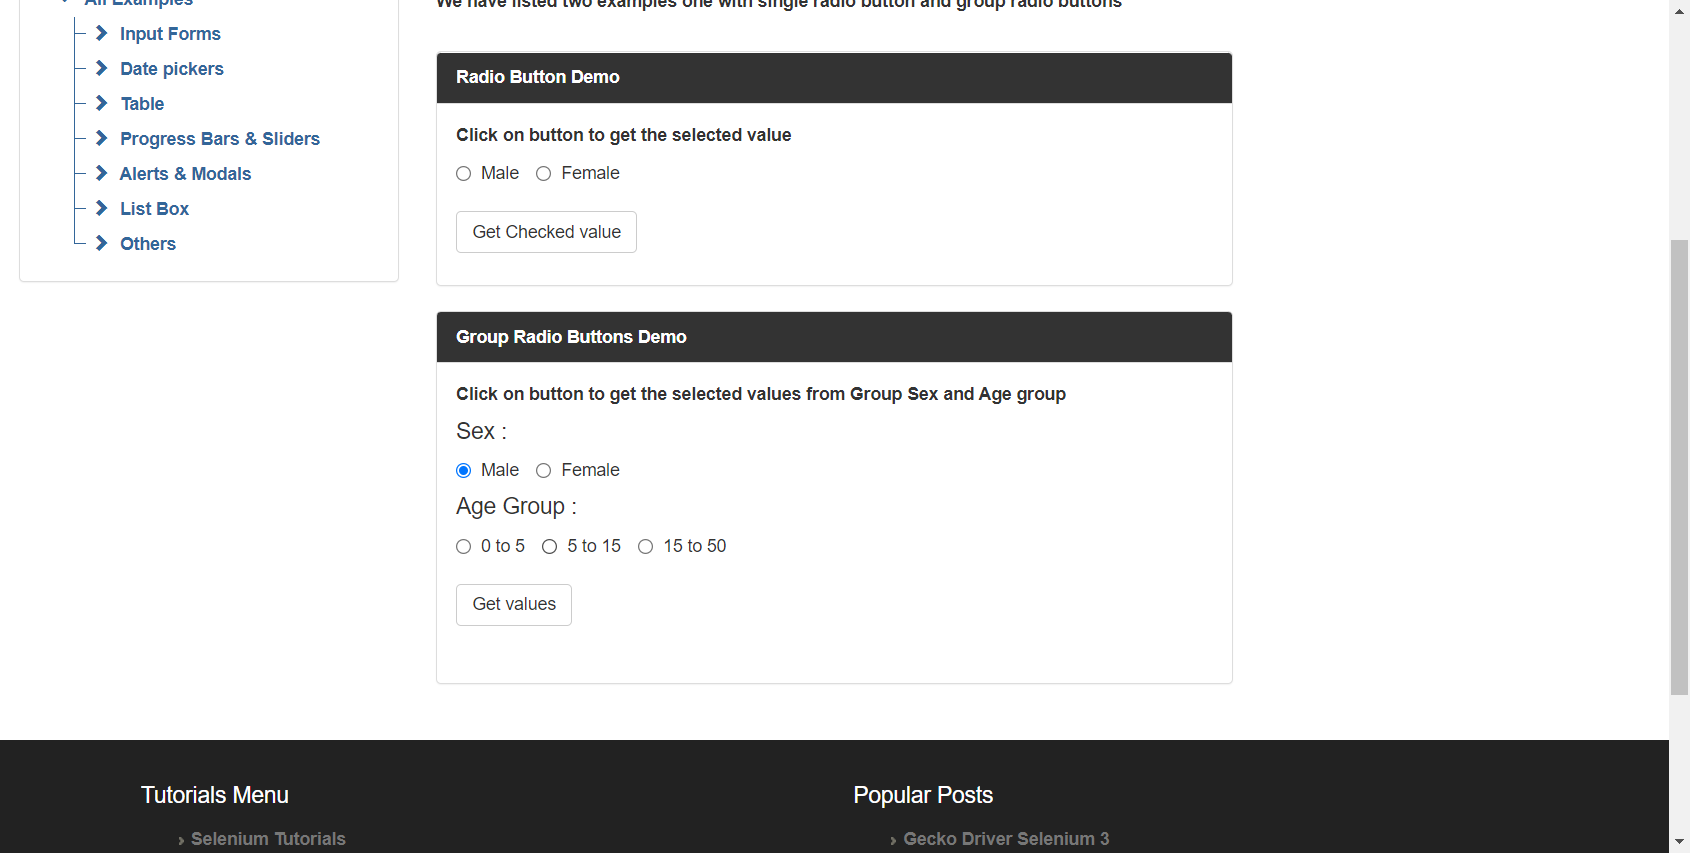 All Examples
Input Forms
Date pickers
Table
Progress Bars & Sliders
Alerts & Modals
List Box
Others
We have listed two examples one with single radio button and group radio buttons
Radio Button Demo
Click on button to get the selected value
Male Female
Get Checked value
Group Radio Buttons Demo
Click on button to get the selected values from Group Sex and Age group
Sex :
Male Female
Age Group :
0 to 5 5 to 15 15 to 50
Get values
Tutorials Menu
Selenium Tutorials
Popular Posts
Gecko Driver Selenium 3